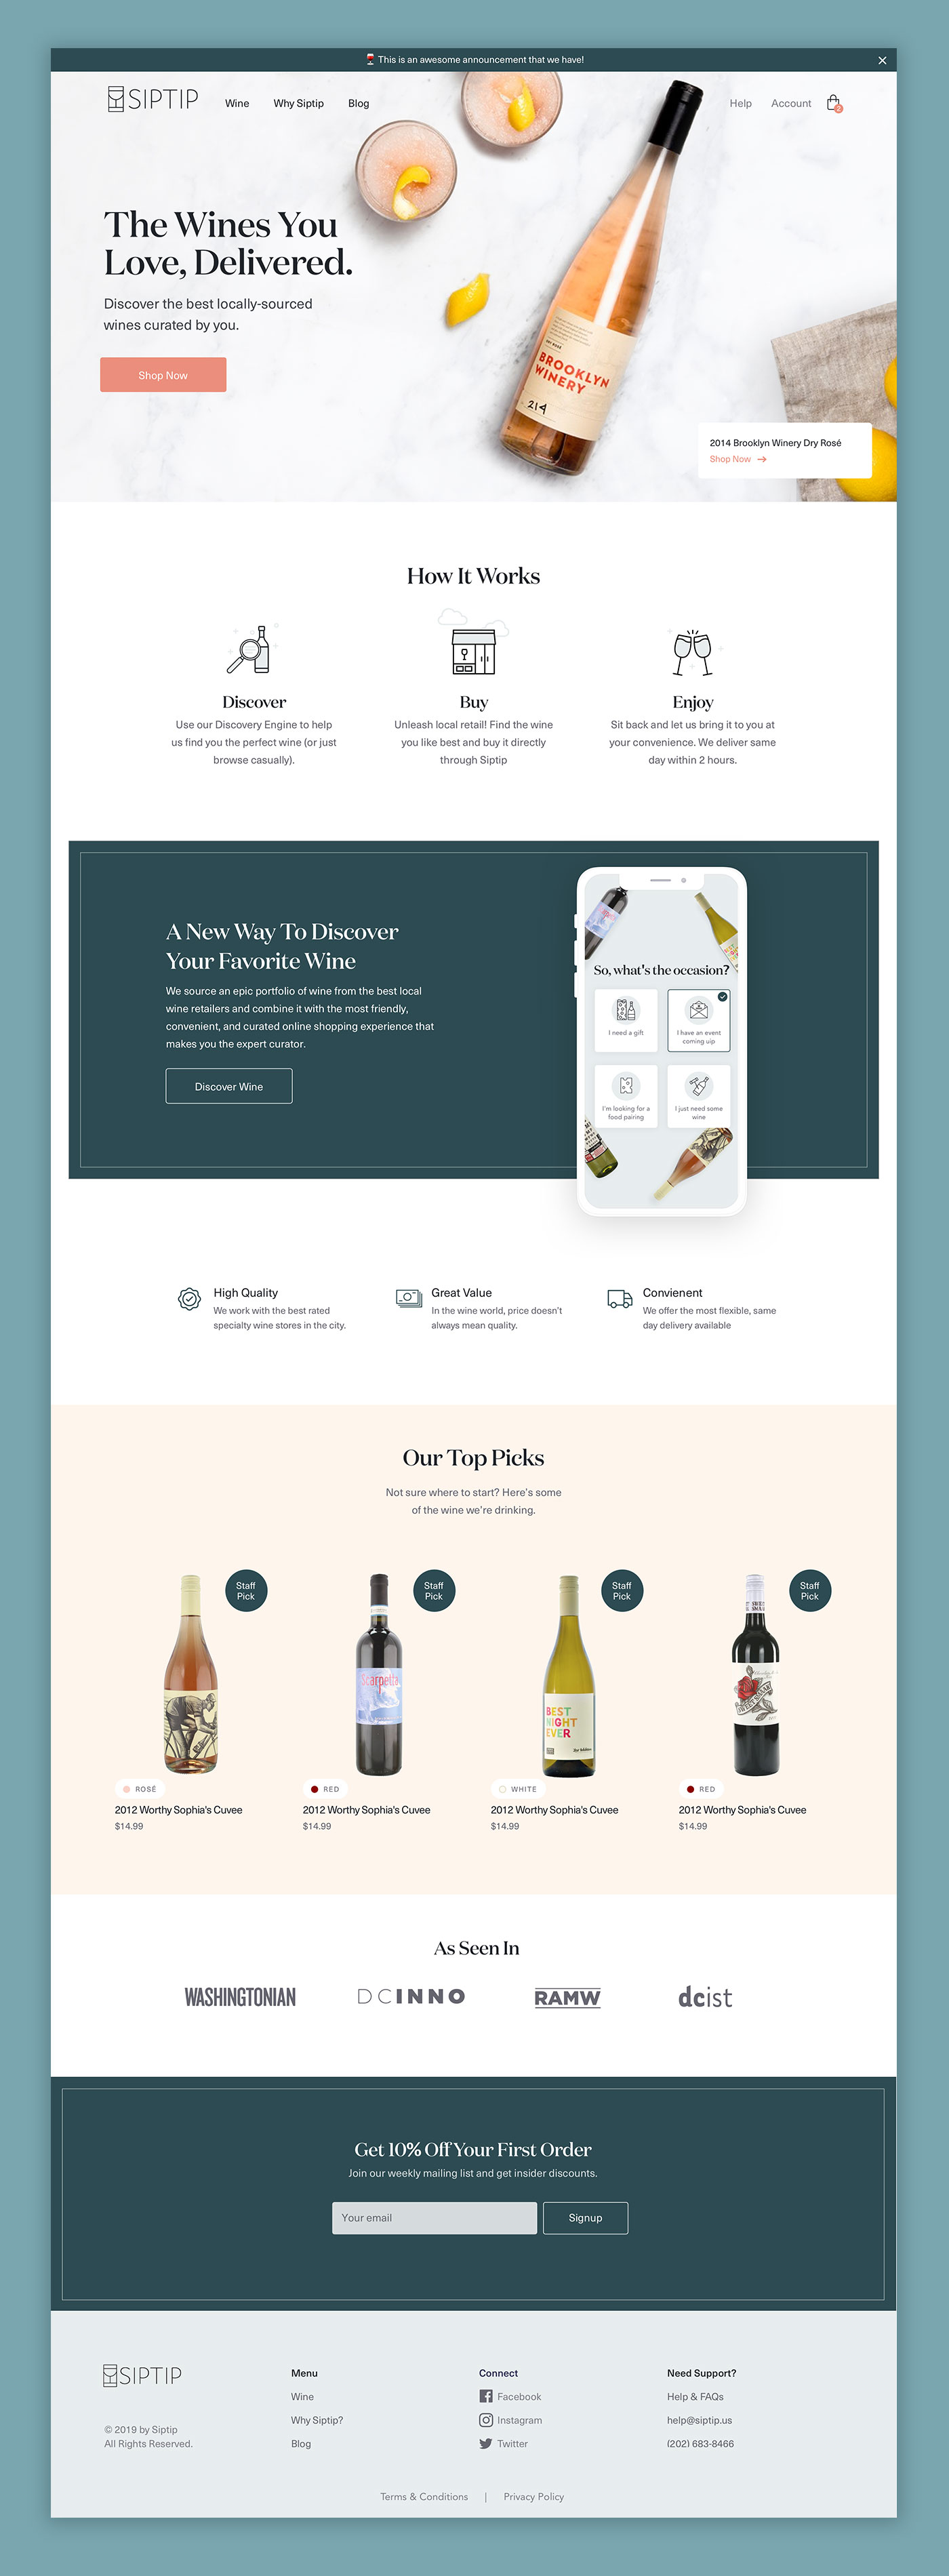 🍷 This is an awesome announcement that we have!
SIPTIP
Wine
Why Siptip
Blog
Help
Account
2
The Wines You
Love, Delivered.
Discover the best locally-sourced
wines curated by you.
Shop Now
DRY ROSÉ
BROOKLYN
WINERY
214
2014 Brooklyn Winery Dry Rosé
Shop Now →
How It Works
Discover
Use our Discovery Engine to help
us find you the perfect wine (or just
browse casually).
Buy
Unleash local retail! Find the wine
you like best and buy it directly
through Siptip
Enjoy
Sit back and let us bring it to you at
your convenience. We deliver same
day within 2 hours.
A New Way To Discover
Your Favorite Wine
We source an epic portfolio of wine from the best local
wine retailers and combine it with the most friendly,
convenient, and curated online shopping experience that
makes you the expert curator.
Discover Wine
So, what's the occasion?
I need a gift
I have an event
coming uip
I'm looking for a
food pairing
I just need some
wine
High Quality
We work with the best rated
specialty wine stores in the city.
Great Value
In the wine world, price doesn't
always mean quality.
Convienent
We offer the most flexible, same
day delivery available
Our Top Picks
Not sure where to start? Here's some
of the wine we're drinking.
Staff
Pick
ROSÉ
2012 Worthy Sophia's Cuvee
$14.99
Staff
Pick
Scarpetta
RED
2012 Worthy Sophia's Cuvee
$14.99
Staff
Pick
BEST
NIGHT
EVER
WHITE
2012 Worthy Sophia's Cuvee
$14.99
Staff
Pick
RED
2012 Worthy Sophia's Cuvee
$14.99
As Seen In
WASHINGTONIAN
DCINNO
RAMW
dcist
Get 10% Off Your First Order
Join our weekly mailing list and get insider discounts.
Your email
Signup
SIPTIP
© 2019 by Siptip
All Rights Reserved.
Menu
Wine
Why Siptip?
Blog
Connect
Facebook
Instagram
Twitter
Need Support?
Help & FAQs
help@siptip.us
(202) 683-8466
Terms & Conditions | Privacy Policy